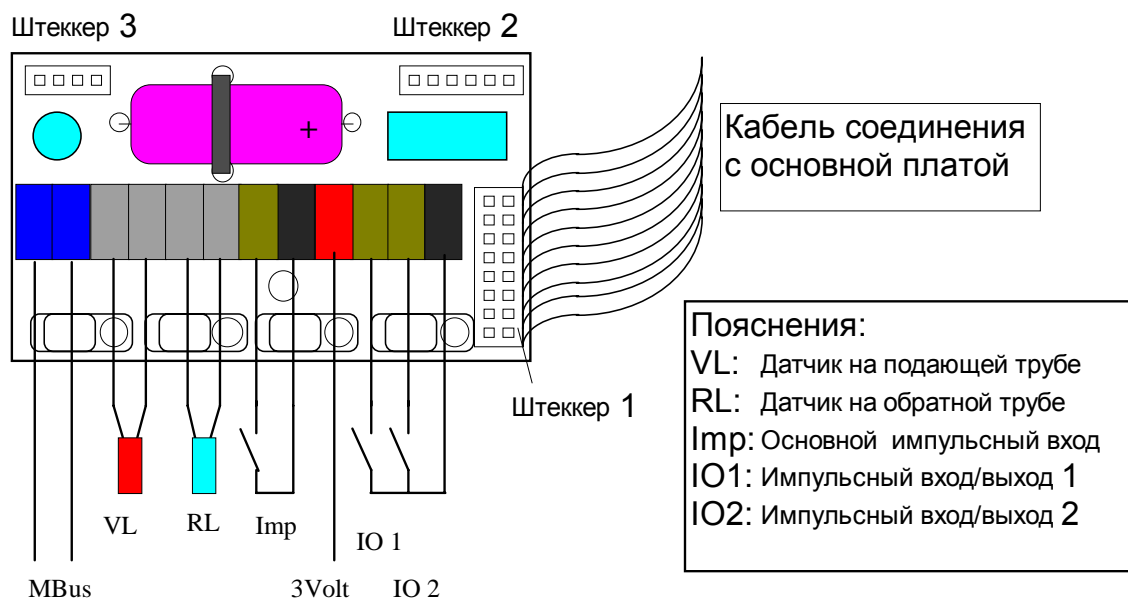 Штеккер 3
Штеккер 2
Кабель соединения
с основной платой
Штеккер 1
Пояснения:
VL: Датчик на подающей трубе
RL: Датчик на обратной трубе
Imp: Основной импульсный вход
IO1: Импульсный вход/выход 1
IO2: Импульсный вход/выход 2
VL
RL
Imp
IO 1
MBus
3Volt
IO 2